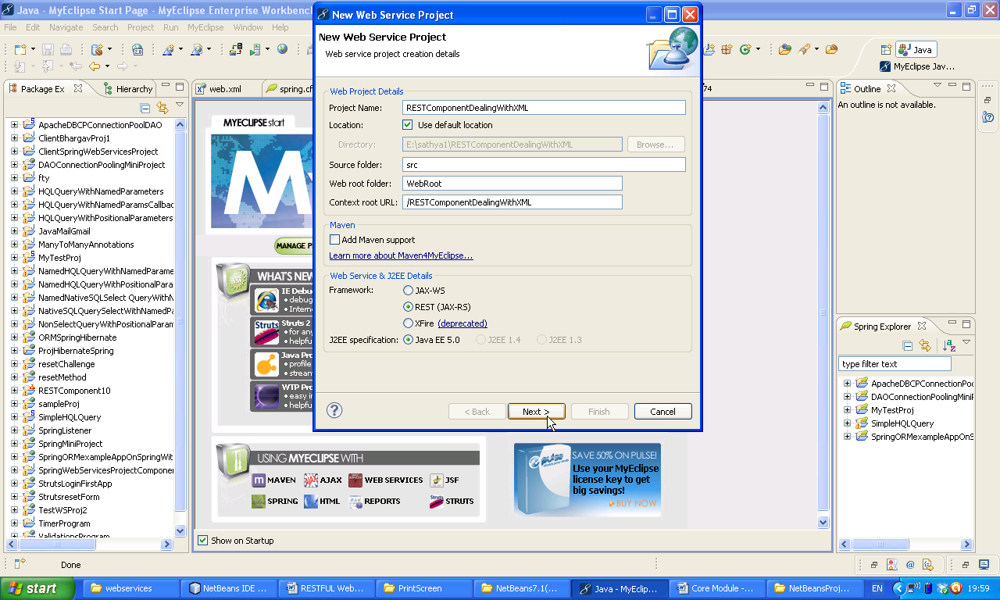 Java - MyEclipse Start Page - MyEclipse Enterprise Workbench
File Edit Navigate Search Run MyEclipse Window Help
Java
MyEclipse Jav...
Package Ex
Hierarchy
web.xml
Outline
An outline is not available.
ApacheDBCPConnectionPoolDAO
ClientBhargavProj1
ClientSpringWebServicesProject
DAOConnectionPoolingMiniProject
fty
HQLQueryWithNamedParameters
HQLQueryWithNamedParamsCallbac
HQLQueryWithPositionalParameters
JavaMailGmail
ManyToManyAnnotations
MyTestProj
NamedHQLQueryWithNamedParame
NamedHQLQueryWithPositionalParar
NamedNativeSQLSelect QueryWithN
NativeSQLQuerySelectWithNamedPa
NonSelectQueryWithPositionalParam
ORMSpringHibernate
ProjHibernateSpring
resetChallenge
resetMethod
RESTComponent10
sampleProj
SimpleHQLQuery
SpringListener
SpringMiniProject
SpringORMexampleAppOnSpringWit
SpringWebServicesProjectComponer
StrutsLoginFirstApp
StrutsresetForm
TestWSProj2
TimerProgram
ValidationsProgram
MYECLIPSE start
My
MANAGE
WHAT'S NEW
IE Debu
debug
Intern
Struts 2
for any
helpfu
Java Pro
profile
stream
WTP Pro
easy in
helpfu
USING MYECLIPSE WITH
MAVEN AJAX WEB SERVICES JSF
SPRING HTML REPORTS STRUTS
pulse
SAVE 50% ON PULSE!
Use your MyEclipse
license key to get
big savings!
BUY NOW
Show on Startup
New Web Service Project
New Web Service Project
Web service project creation details
Web Project Details
Project Name: RESTComponentDealingWithXML
Location: Use default location
Directory: E:\sathya1\RESTComponentDealingWithXML Browse...
Source folder: src
Web root folder: WebRoot
Context root URL: /RESTComponentDealingWithXML
Maven
Add Maven support
Learn more about Maven4MyEclipse...
Web Service & J2EE Details
Framework: JAX-WS
REST (JAX-RS)
XFire (deprecated)
J2EE specification: Java EE 5.0 J2EE 1.4 J2EE 1.3
< Back Next > Finish Cancel
Spring Explorer
type filter text
ApacheDBCPConnectionPoo
DAOConnectionPoolingMiniF
MyTestProj
SimpleHQLQuery
SpringORMexampleAppOnS
Done
start webservices NetBeans IDE ... RESTFUL Web... PrintScreen NetBeans7.1(... Java - MyEclip... Core Module -... NetBeansProj... EN 19:59